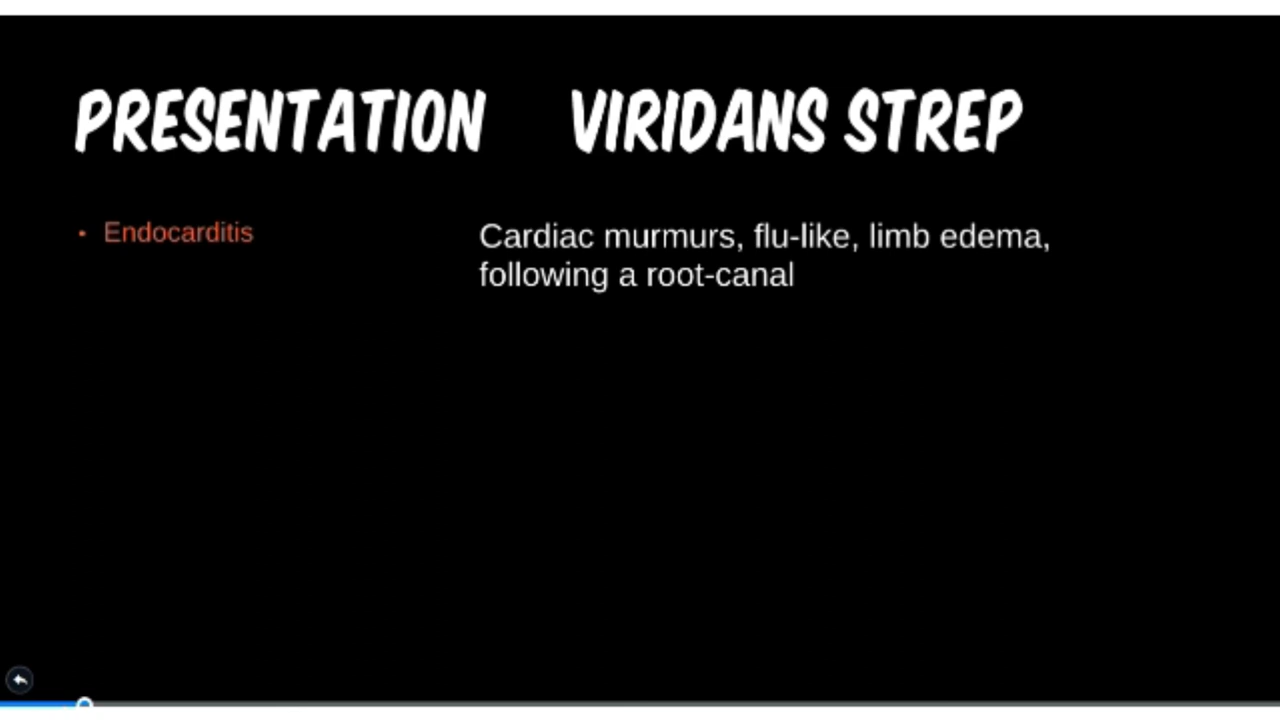 PRESENTATION VIRIDANS STREP
• Endocarditis
Cardiac murmurs, flu-like, limb edema,
following a root-canal